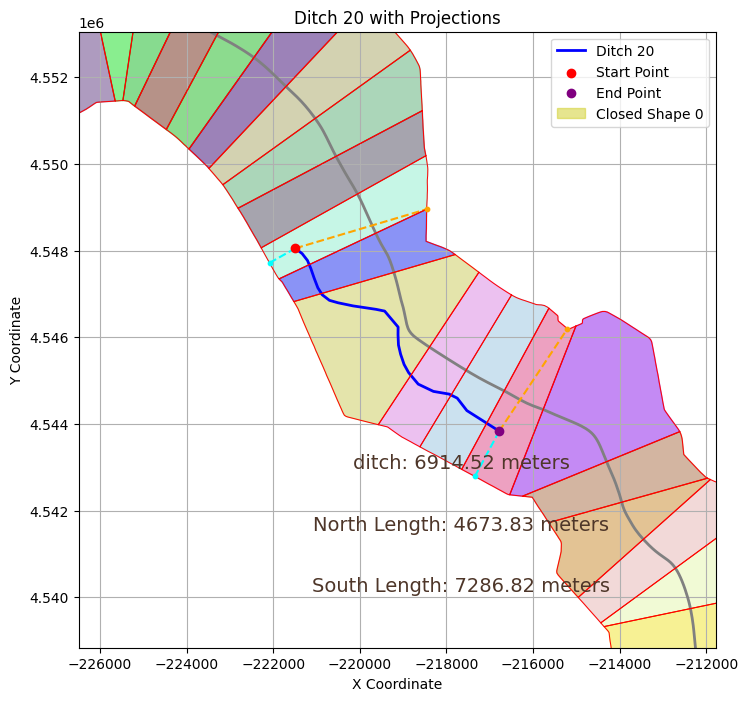 Ditch 20 with Projections
1e6
Ditch 20
Start Point
End Point
Closed Shape 0
4.552
4.550
4.548
4.546
4.544
4.542
4.540
Y Coordinate
ditch: 6914.52 meters
North Length: 4673.83 meters
South Length: 7286.82 meters
−226000 −224000 −222000 −220000 −218000 −216000 −214000 −212000
X Coordinate